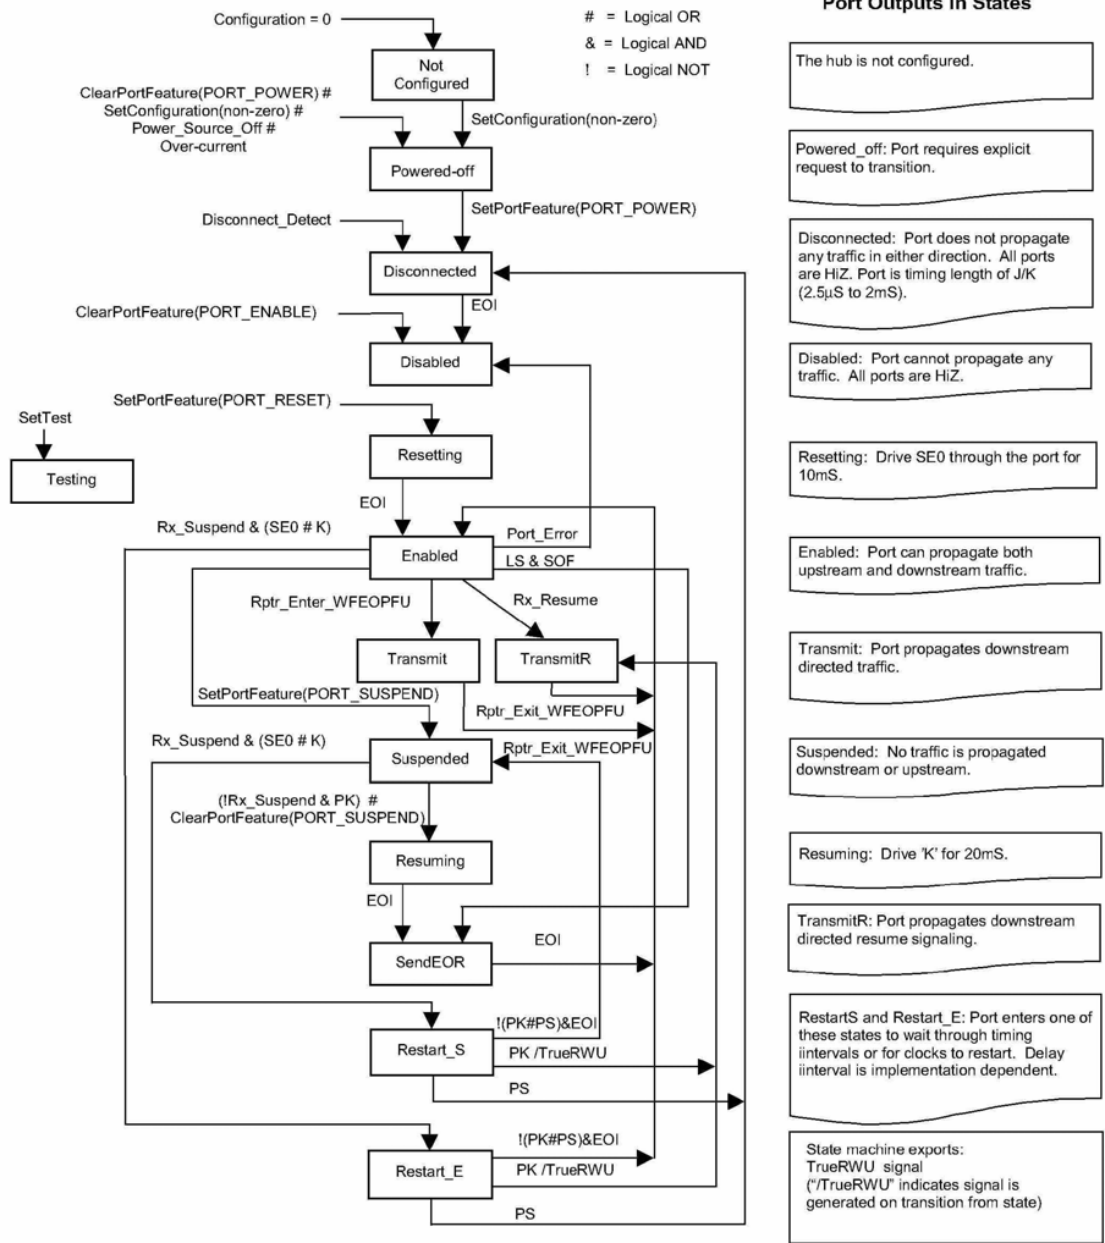 Configuration = 0
# = Logical OR
& = Logical AND
! = Logical NOT
Port Outputs in States
Not
Configured
The hub is not configured.
ClearPortFeature(PORT_POWER) #
SetConfiguration(non-zero) #
Power_Source_Off #
Over-current
SetConfiguration(non-zero)
Powered-off
Powered_off: Port requires explicit
request to transition.
SetPortFeature(PORT_POWER)
Disconnect_Detect
Disconnected
Disconnected: Port does not propagate
any traffic in either direction. All ports
are HiZ. Port is timing length of J/K
(2.5µS to 2mS).
EOI
ClearPortFeature(PORT_ENABLE)
Disabled
Disabled: Port cannot propagate any
traffic. All ports are HiZ.
SetPortFeature(PORT_RESET)
SetTest
Testing
Resetting
Resetting: Drive SE0 through the port for
10mS.
EOI
Rx_Suspend & (SE0 # K)
Port_Error
Enabled
LS & SOF
Enabled: Port can propagate both
upstream and downstream traffic.
Rptr_Enter_WFEOPFU
Rx_Resume
Transmit
TransmitR
Transmit: Port propagates downstream
directed traffic.
SetPortFeature(PORT_SUSPEND)
Rptr_Exit_WFEOPFU
Rx_Suspend & (SE0 # K)
Rptr_Exit_WFEOPFU
Suspended
Suspended: No traffic is propagated
downstream or upstream.
(!Rx_Suspend & PK) #
ClearPortFeature(PORT_SUSPEND)
Resuming
Resuming: Drive 'K' for 20mS.
EOI
EOI
SendEOR
TransmitR: Port propagates downstream
directed resume signaling.
!(PK#PS)&EOI
Restart_S
PK /TrueRWU
PS
RestartS and Restart_E: Port enters one of
these states to wait through timing
iintervals or for clocks to restart. Delay
iinterval is implementation dependent.
!(PK#PS)&EOI
Restart_E
PK /TrueRWU
PS
State machine exports:
TrueRWU signal
("/TrueRWU" indicates signal is
generated on transition from state)